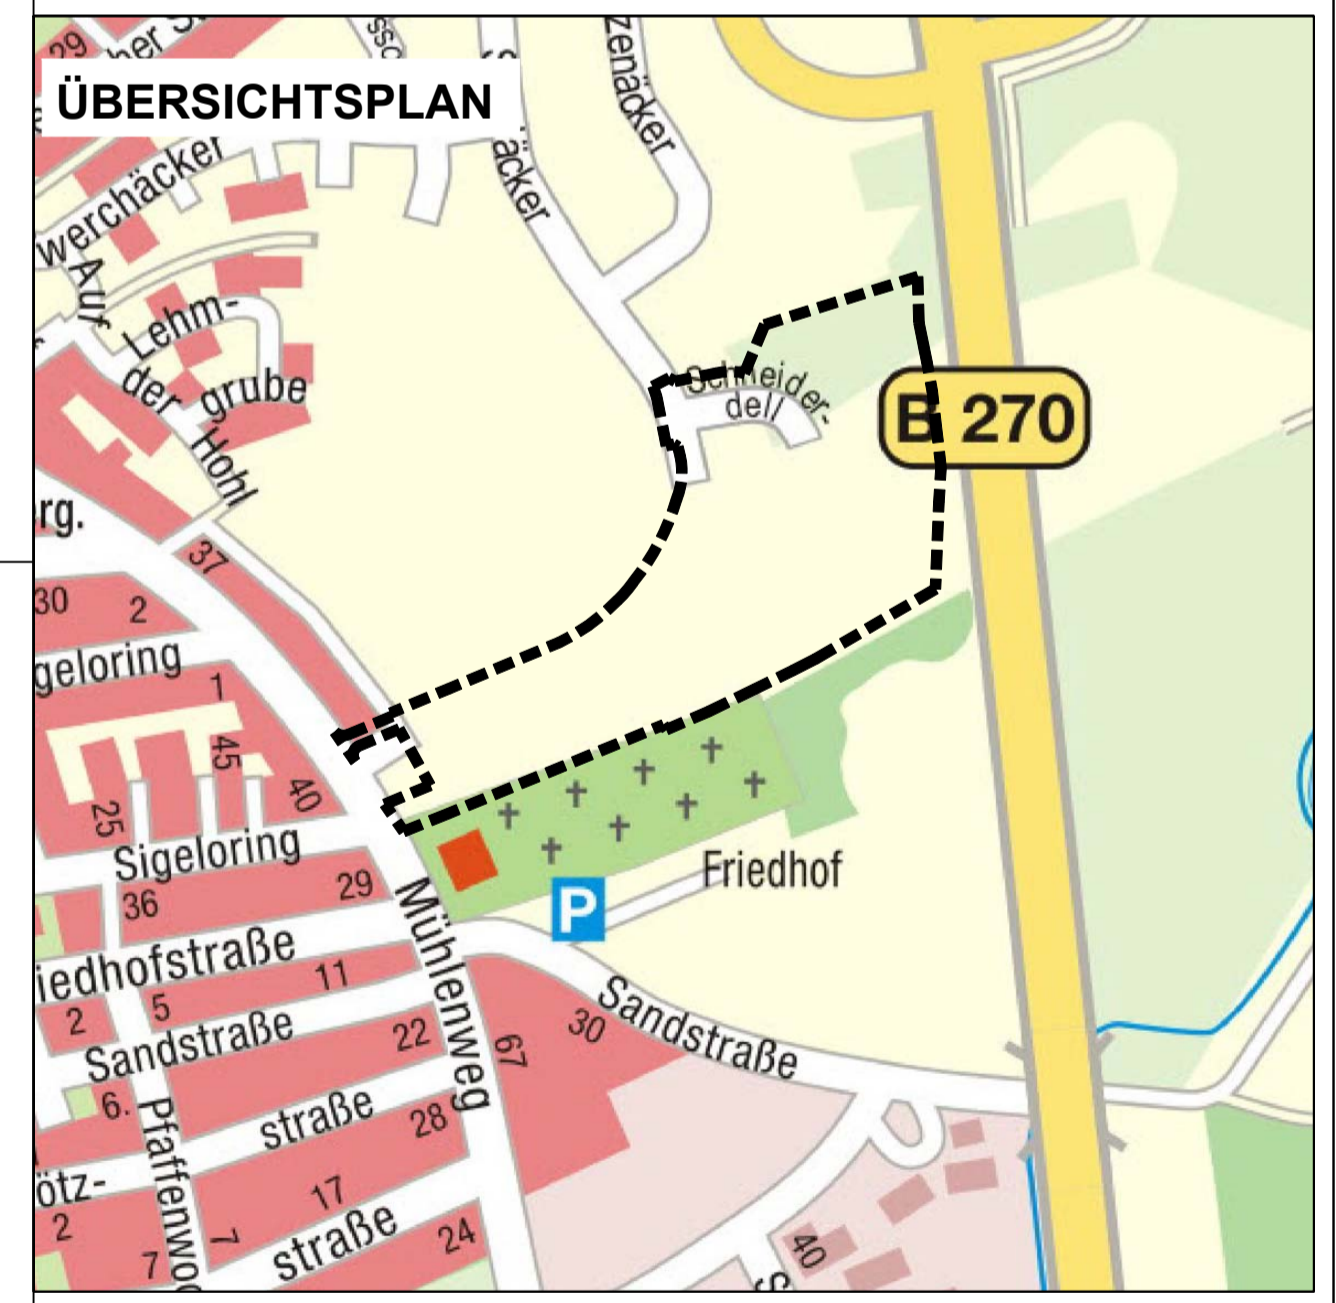 29
ÜBERSICHTSPLAN
zenäcker
äcker
werchäcker
Auf
Lehm-
der
grube
Hohl
Schneider-
dell
B 270
rg.
37
30
2
geloring
1
45
40
25
Sigeloring
36
29
Friedhof
P
Mühlenweg
iedhofstraße
11
2
5
Sandstraße
22
67
30
Sandstraße
6.
straße
28
Pfaffenwoo
ötz-
2
17
7
7
straße
24
40